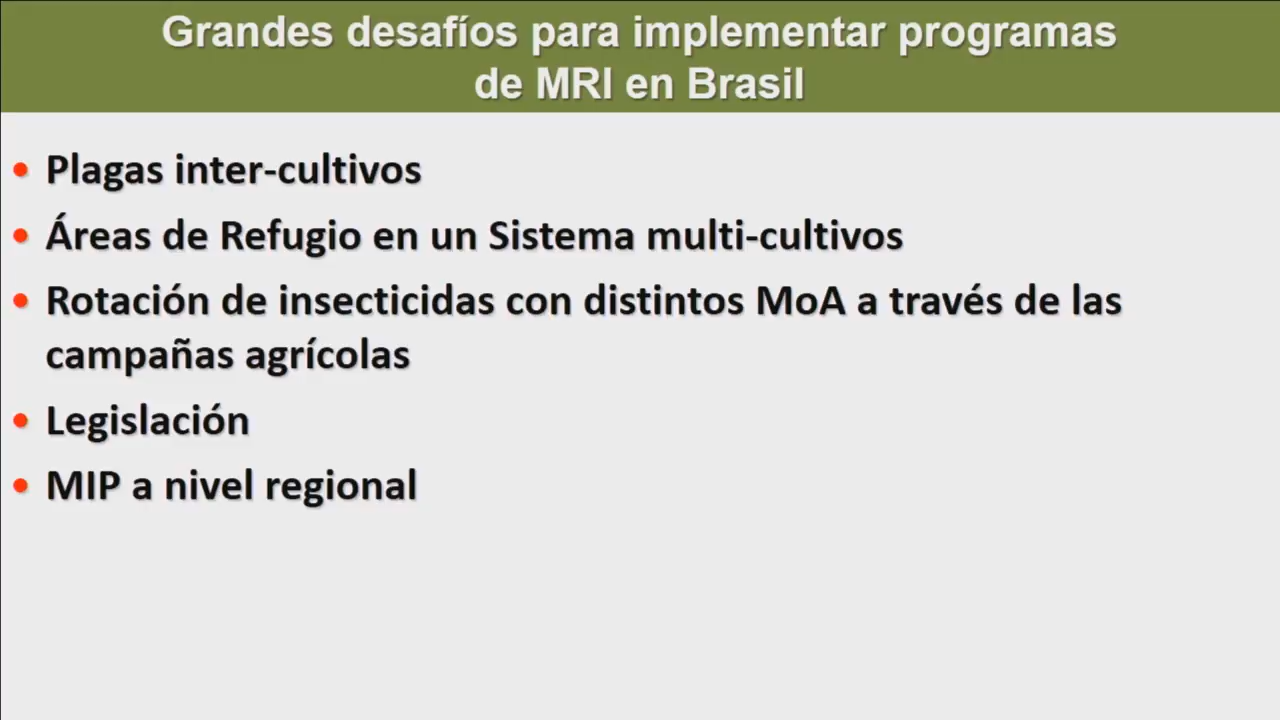 Grandes desafíos para implementar programas
de MRI en Brasil
• Plagas inter-cultivos
• Áreas de Refugio en un Sistema multi-cultivos
• Rotación de insecticidas con distintos MoA a través de las
campañas agrícolas
• Legislación
• MIP a nivel regional